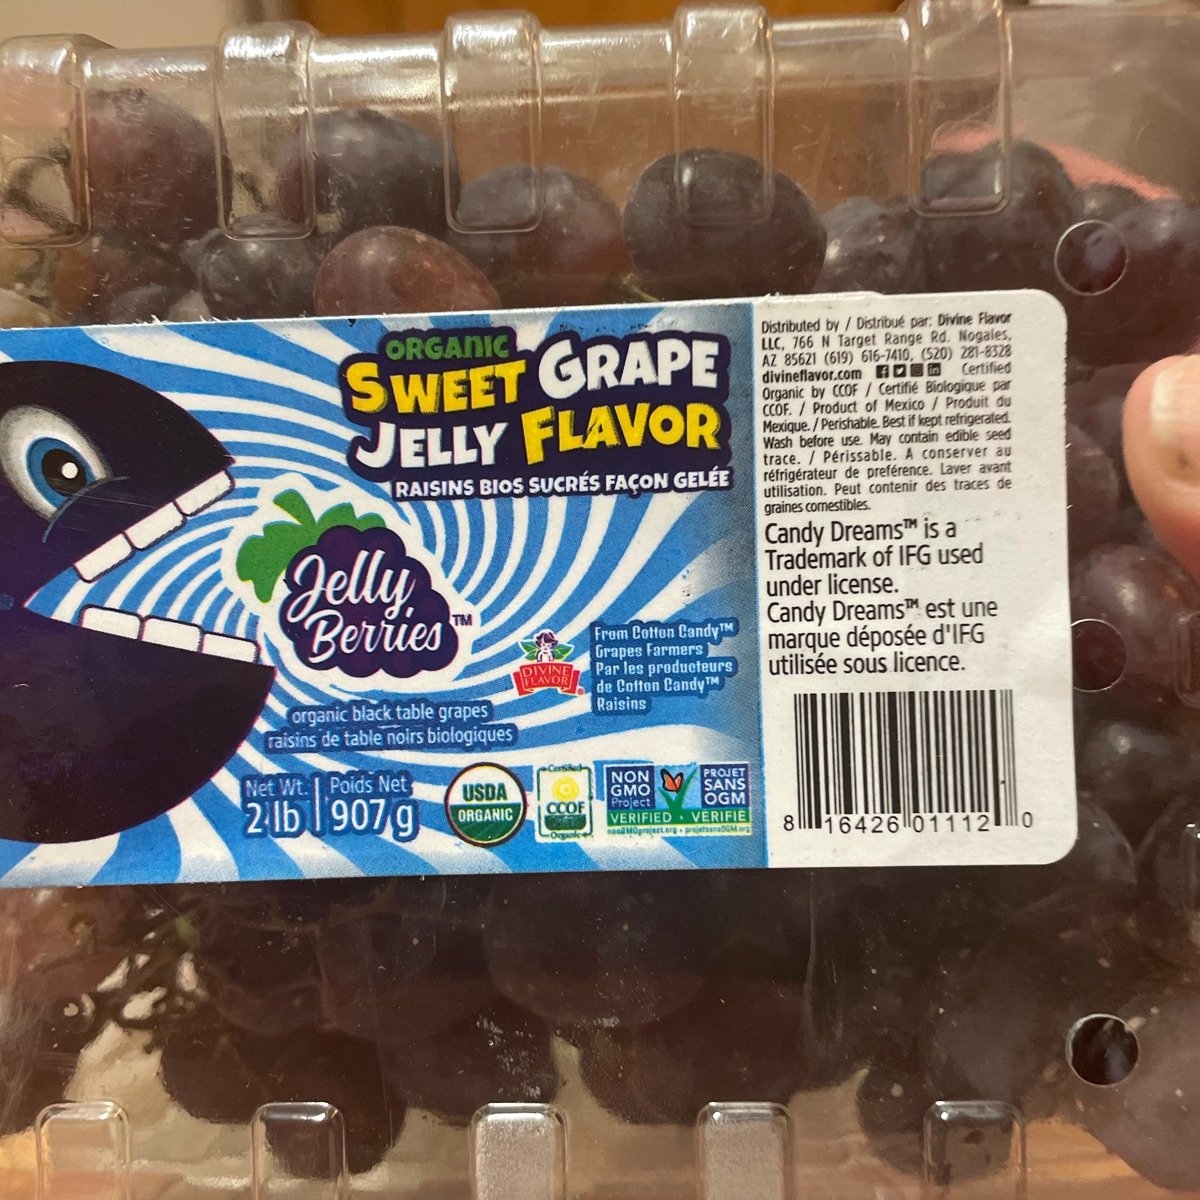 ORGANIC
SWEET GRAPE
JELLY FLAVOR
RAISINS BIOS SUCRÉS FAÇON GELÉE
Jelly
Berries™
DIVINE
FLAVOR®
From Cotton Candy™
Grapes Farmers
Par les producteurs
de Cotton Candy™
Raisins
organic black table grapes
raisins de table noirs biologiques
Net Wt. | Poids Net
2 lb | 907 g
USDA
ORGANIC
Certified
CCOF
Organic
NON
GMO
Project
VERIFIED
nonGMOproject.org
PROJET
SANS
OGM
VERIFIÉ
projetsansOGM.org
Distributed by / Distribué par: Divine Flavor
LLC, 766 N Target Range Rd. Nogales,
AZ 85621 (619) 616-7410, (520) 281-8328
divineflavor.com Certified
Organic by CCOF / Certifié Biologique par
CCOF. / Product of Mexico / Produit du
Mexique. / Perishable. Best if kept refrigerated.
Wash before use. May contain edible seed
trace. / Périssable. A conserver au
réfrigérateur de preférence. Laver avant
utilisation. Peut contenir des traces de
graines comestibles.
Candy Dreams™ is a
Trademark of IFG used
under license.
Candy Dreams™ est une
marque déposée d'IFG
utilisée sous licence.
8 16426 01112 0